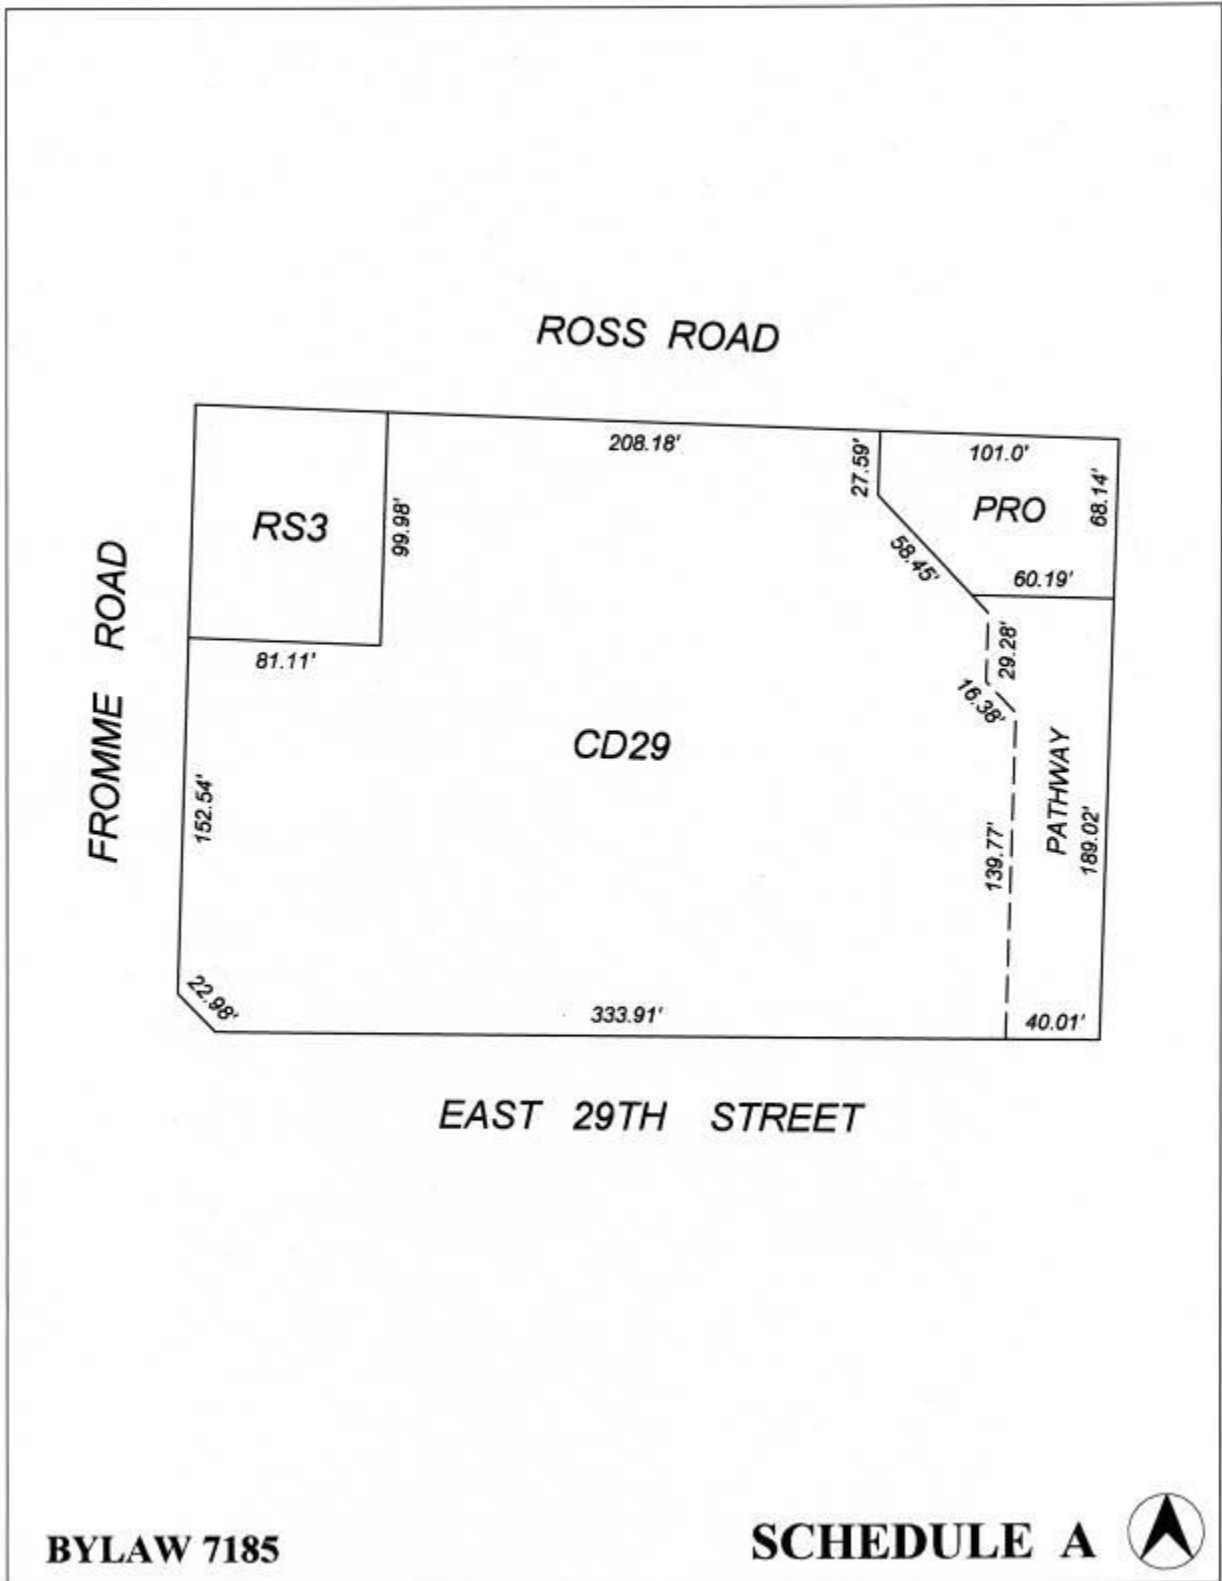 ROSS ROAD
208.18'
27.59'
101.0'
68.14'
PRO
RS3
99.98'
58.45'
60.19'
FROMME ROAD
81.11'
29.28'
16.38'
CD29
PATHWAY
152.54'
139.77'
189.02'
22.98'
333.91'
40.01'
EAST 29TH STREET
BYLAW 7185
SCHEDULE A